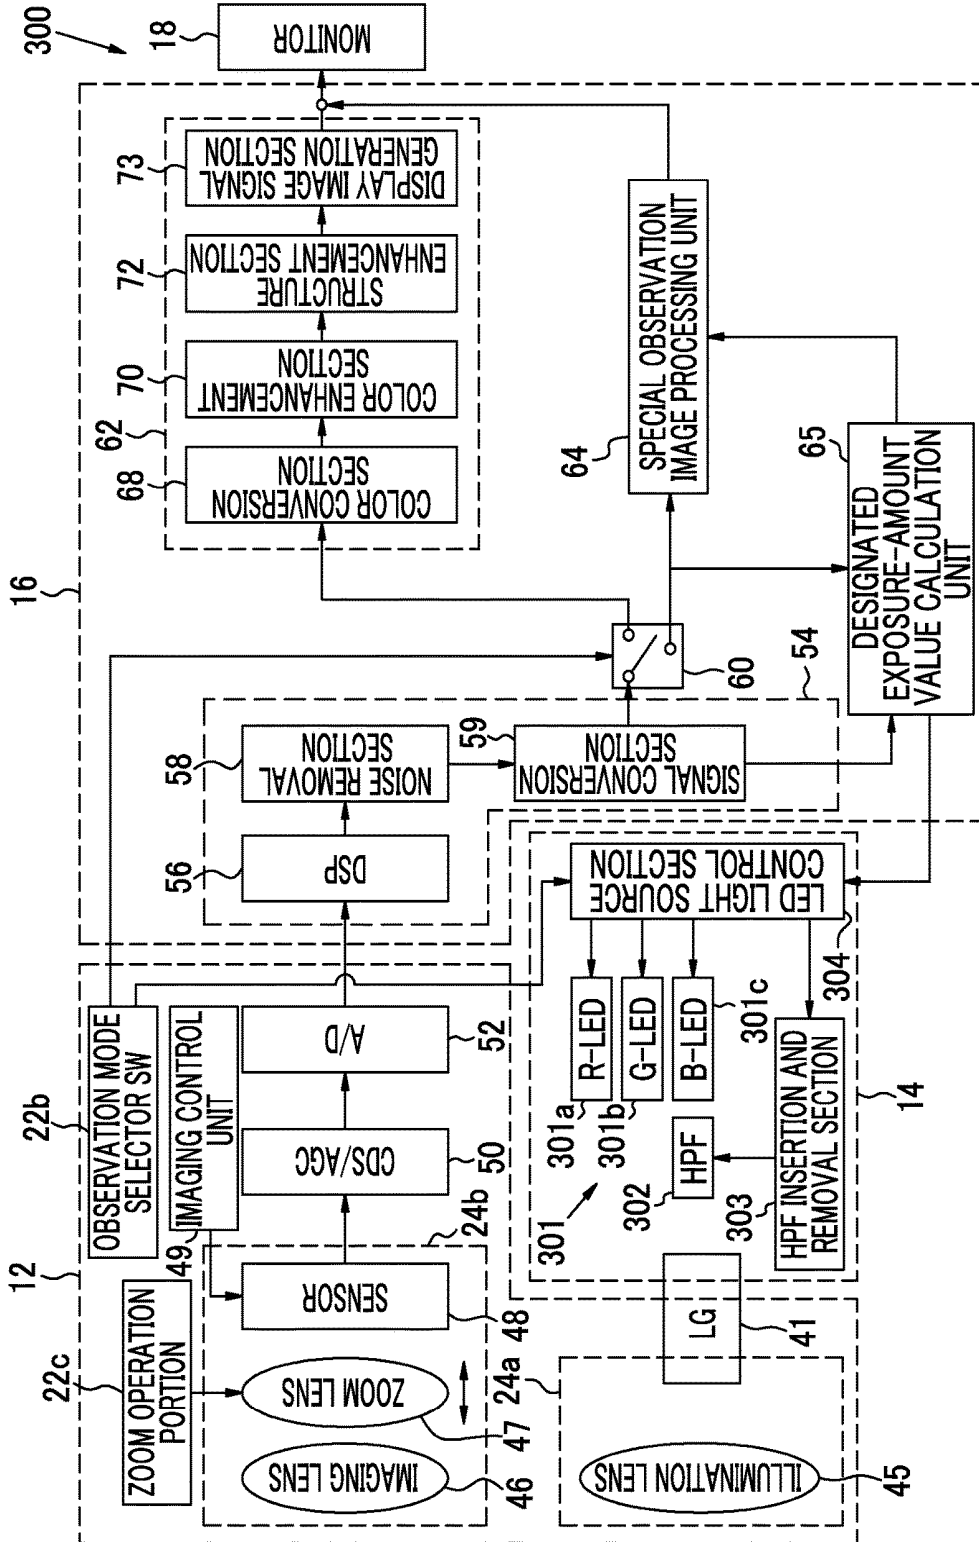 300
18
MONITOR
16
62
73
DISPLAY IMAGE SIGNAL
GENERATION SECTION
72
STRUCTURE
ENHANCEMENT SECTION
70
COLOR ENHANCEMENT
SECTION
68
COLOR CONVERSION
SECTION
64
SPECIAL OBSERVATION
IMAGE PROCESSING UNIT
65
DESIGNATED
EXPOSURE-AMOUNT
VALUE CALCULATION
UNIT
60
54
58
NOISE REMOVAL
SECTION
59
SIGNAL CONVERSION
SECTION
56
DSP
LED LIGHT SOURCE
CONTROL SECTION
304
12
22b
OBSERVATION MODE
SELECTOR SW
IMAGING CONTROL
UNIT
49
A/D
52
CDS/AGC
50
24b
SENSOR
48
22c
ZOOM OPERATION
PORTION
ZOOM LENS
47
IMAGING LENS
46
R-LED
301a
G-LED
301b
B-LED
301c
301
HPF
302
HPF INSERTION AND
REMOVAL SECTION
303
14
LG
41
24a
ILLUMINATION LENS
45